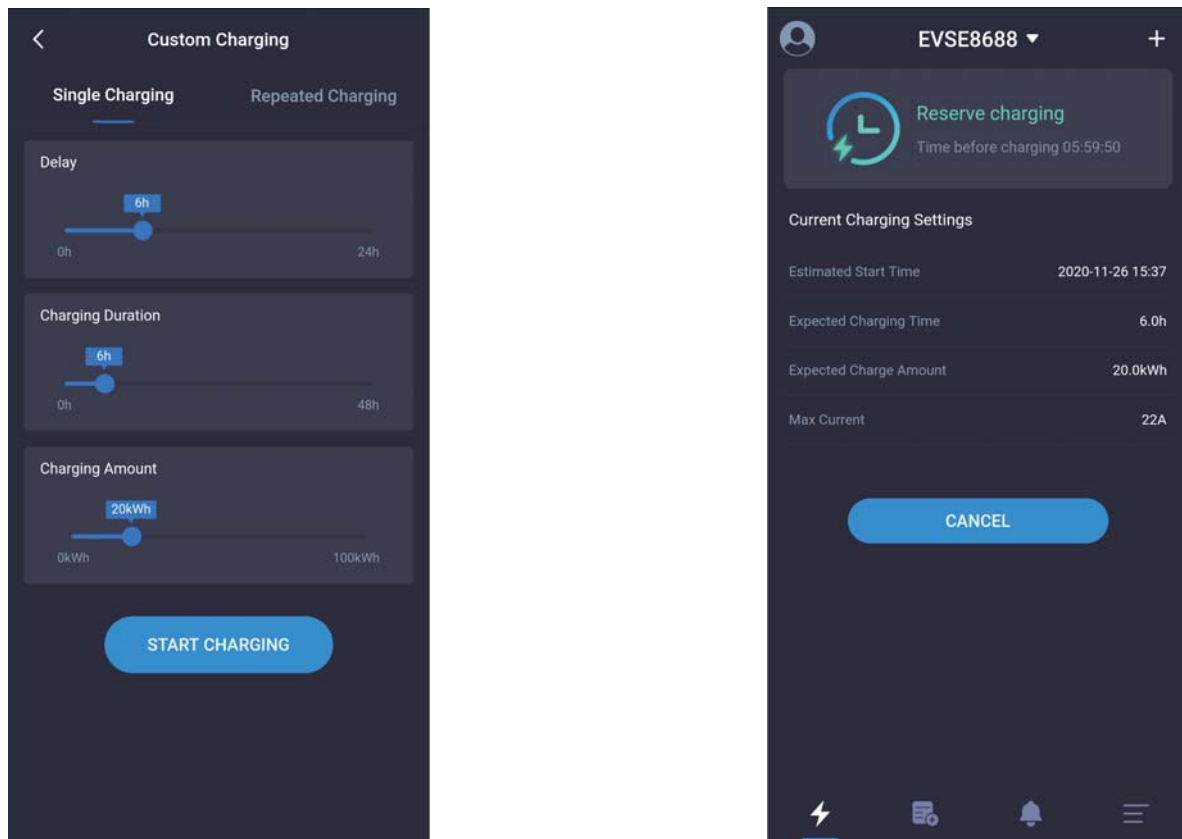 Custom Charging
Single Charging Repeated Charging
Delay
6h
0h 24h
Charging Duration
6h
0h 48h
Charging Amount
20kWh
0kWh 100kWh
START CHARGING
EVSE8688
Reserve charging
Time before charging 05:59:50
Current Charging Settings
Estimated Start Time 2020-11-26 15:37
Expected Charging Time 6.0h
Expected Charge Amount 20.0kWh
Max Current 22A
CANCEL